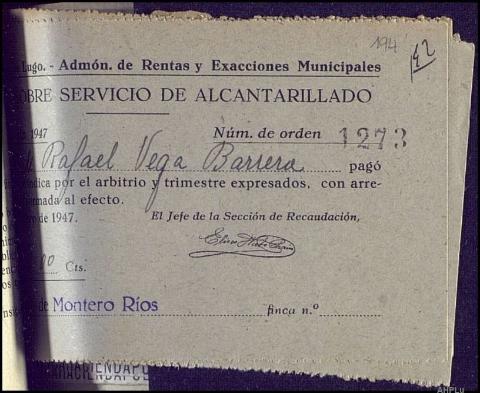 194
42
Lugo. - Admón. de Rentas y Exacciones Municipales
OBRE SERVICIO DE ALCANTARILLADO
1947 Núm. de orden 1273
Rafael Vega Barrera pagó
indica por el arbitrio y trimestre expresados, con arre-
al efecto.
ro de 1947.
El Jefe de la Sección de Recaudación,
Cts.
de Montero Ríos finca n.º
AHPLu